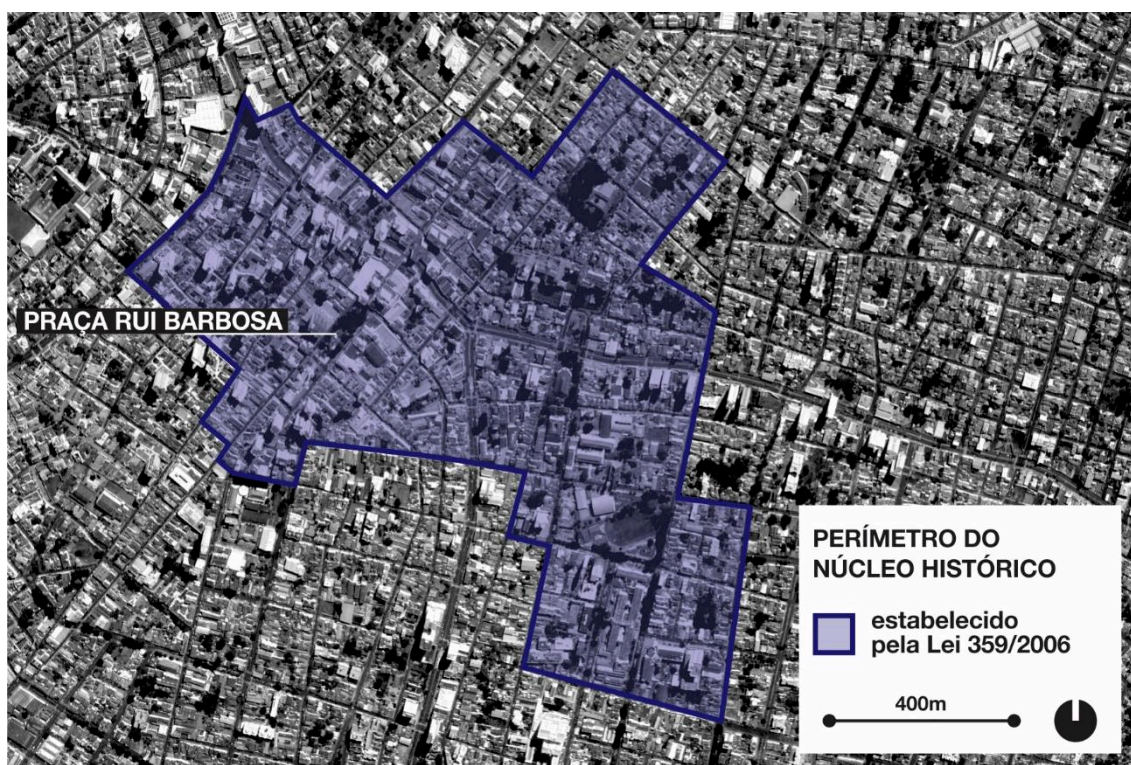 PRAÇA RUI BARBOSA
PERÍMETRO DO
NÚCLEO HISTÓRICO
estabelecido
pela Lei 359/2006
400m